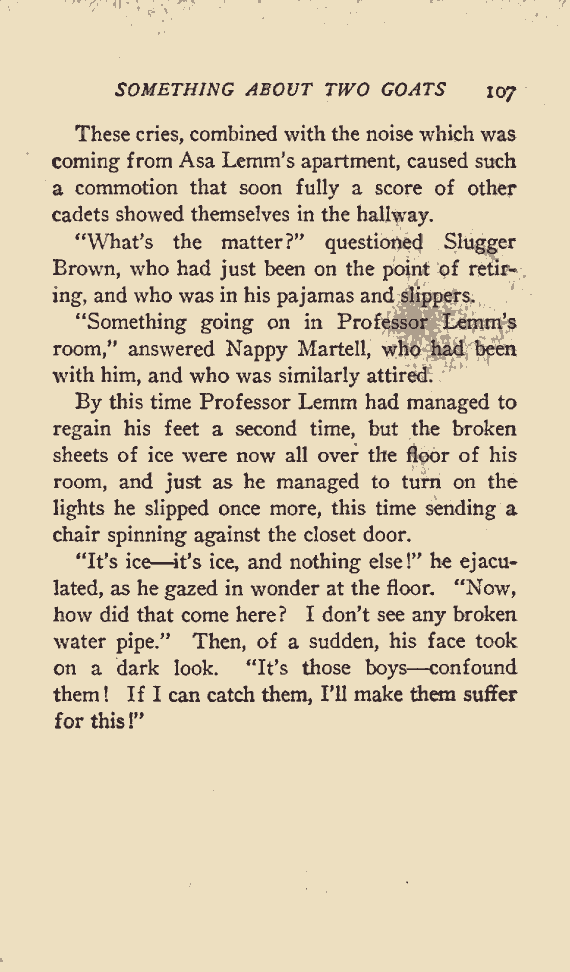 SOMETHING ABOUT TWO GOATS 107
These cries, combined with the noise which was
coming from Asa Lemm's apartment, caused such
a commotion that soon fully a score of other
cadets showed themselves in the hallway.
"What's the matter?" questioned Slugger
Brown, who had just been on the point of retir-
ing, and who was in his pajamas and slippers.
"Something going on in Professor Lemm's
room," answered Nappy Martell, who had been
with him, and who was similarly attired.
By this time Professor Lemm had managed to
regain his feet a second time, but the broken
sheets of ice were now all over the floor of his
room, and just as he managed to turn on the
lights he slipped once more, this time sending a
chair spinning against the closet door.
"It's ice—it's ice, and nothing else!" he ejacu-
lated, as he gazed in wonder at the floor. "Now,
how did that come here? I don't see any broken
water pipe." Then, of a sudden, his face took
on a dark look. "It's those boys—confound
them! If I can catch them, I'll make them suffer
for this!"